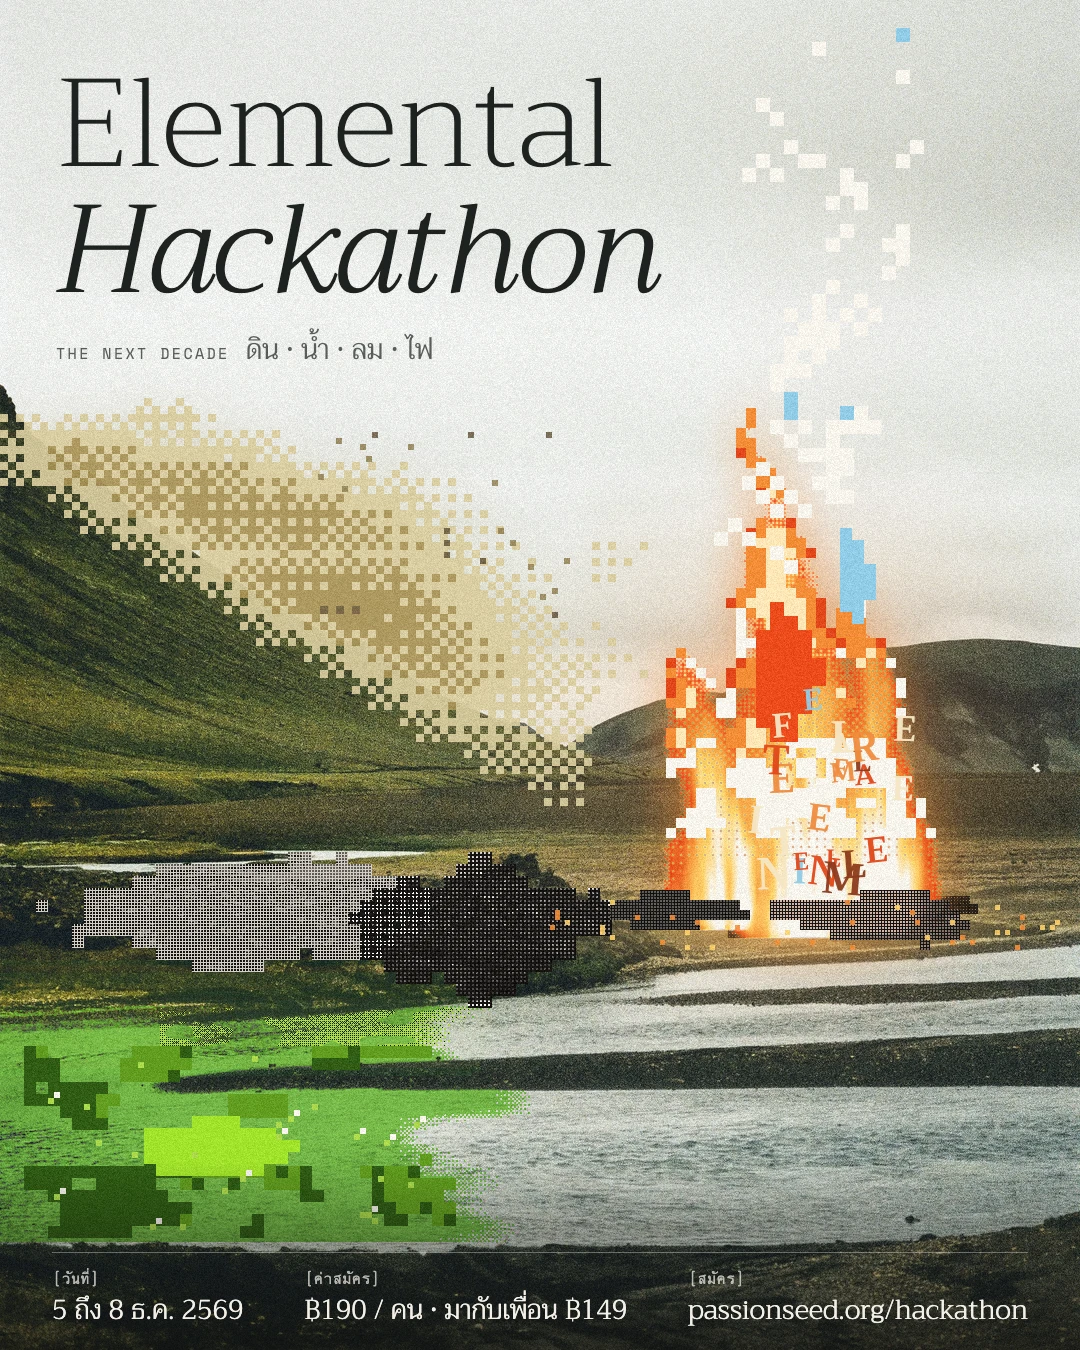 Elemental
Hackathon
THE NEXT DECADE ดิน · น้ำ · ลม · ไฟ
E
F
E
T
R
E
M
A
E
E
N
E
N
M
L
E
[วันที่]
5 ถึง 8 ธ.ค. 2569
[ค่าสมัคร]
฿190 / คน · มากับเพื่อน ฿149
[สมัคร]
passionseed.org/hackathon